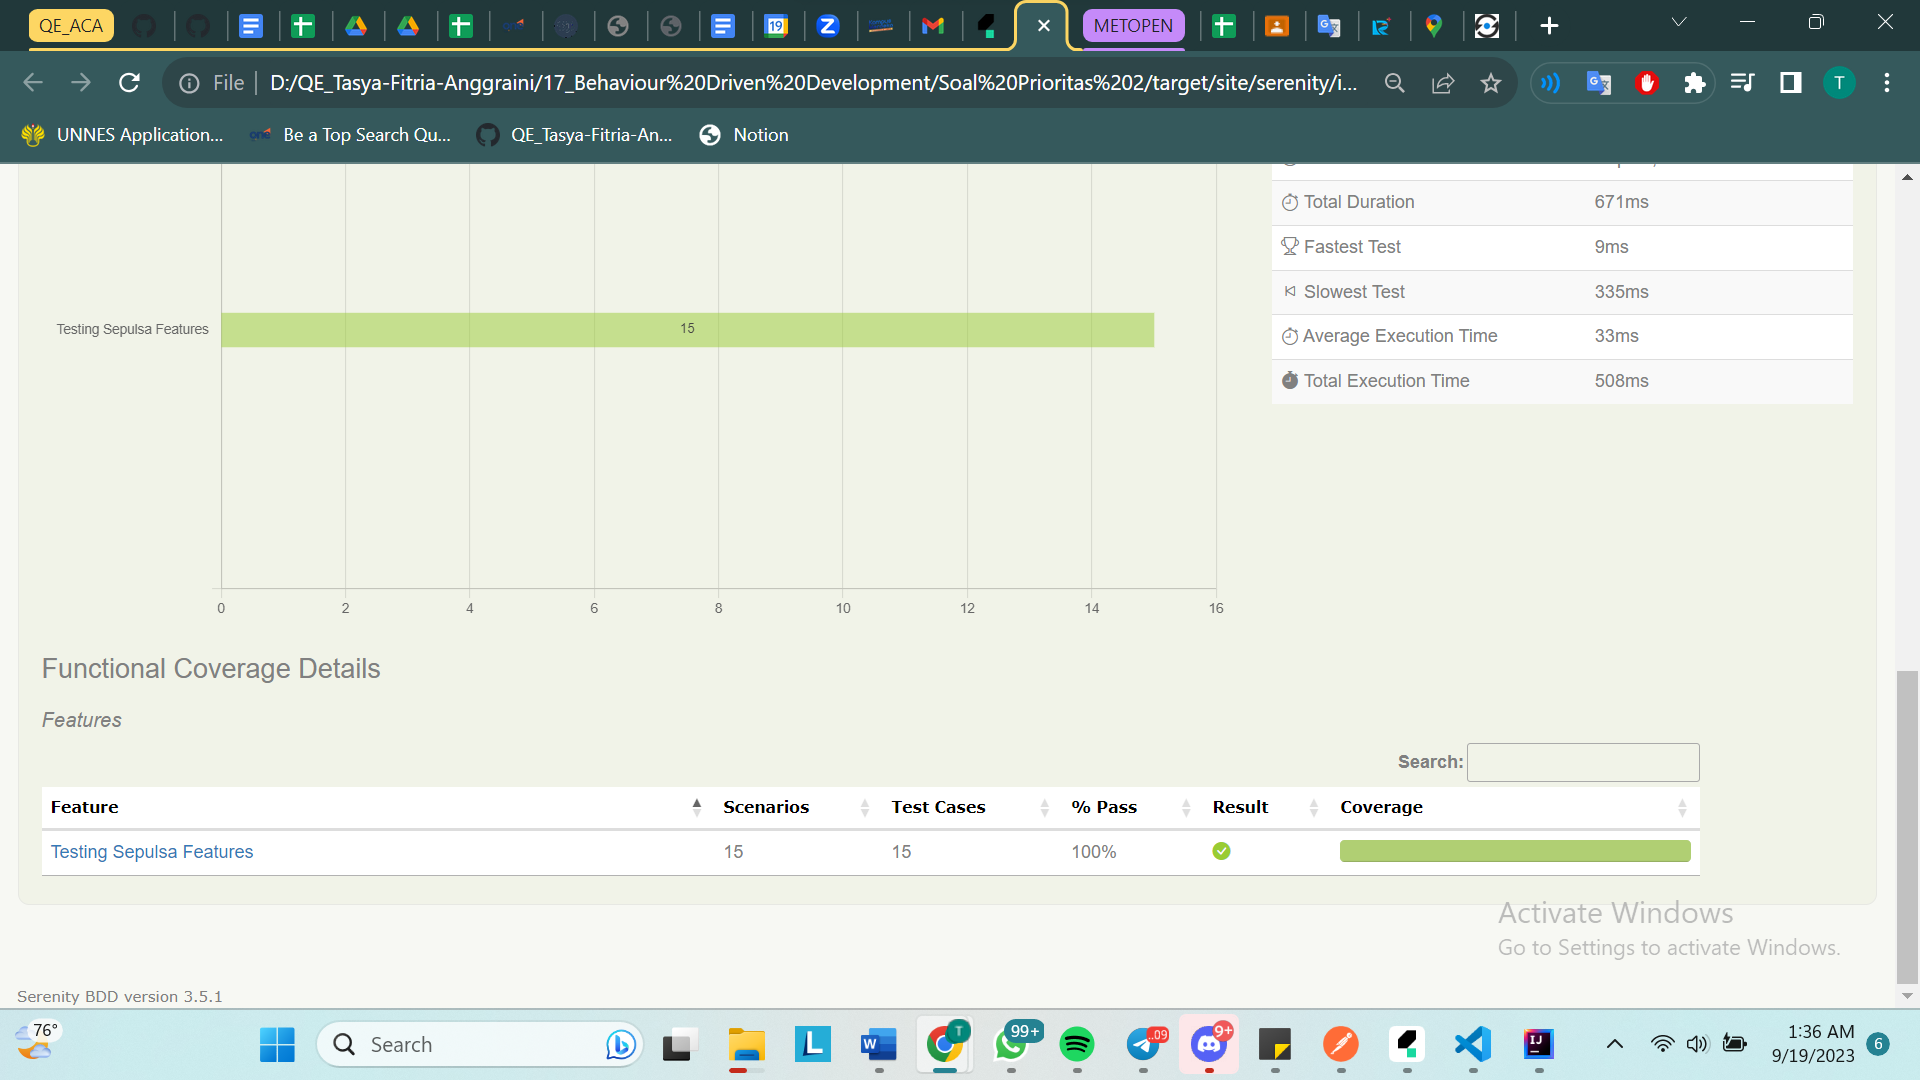 QE_ACA
19
METOPEN
File
D:/QE_Tasya-Fitria-Anggraini/17_Behaviour%20Driven%20Development/Soal%20Prioritas%202/target/site/serenity/i...
T
UNNES Application...
Be a Top Search Qu...
QE_Tasya-Fitria-An...
Notion
Total Duration 671ms
Fastest Test 9ms
Slowest Test 335ms
Average Execution Time 33ms
Total Execution Time 508ms
Testing Sepulsa Features 15
0 2 4 6 8 10 12 14 16
Functional Coverage Details
Features
Search:
Feature Scenarios Test Cases % Pass Result Coverage
Testing Sepulsa Features 15 15 100%
Activate Windows
Go to Settings to activate Windows.
Serenity BDD version 3.5.1
76°
Search
T
99+
..09
9+
1:36 AM
9/19/2023
6